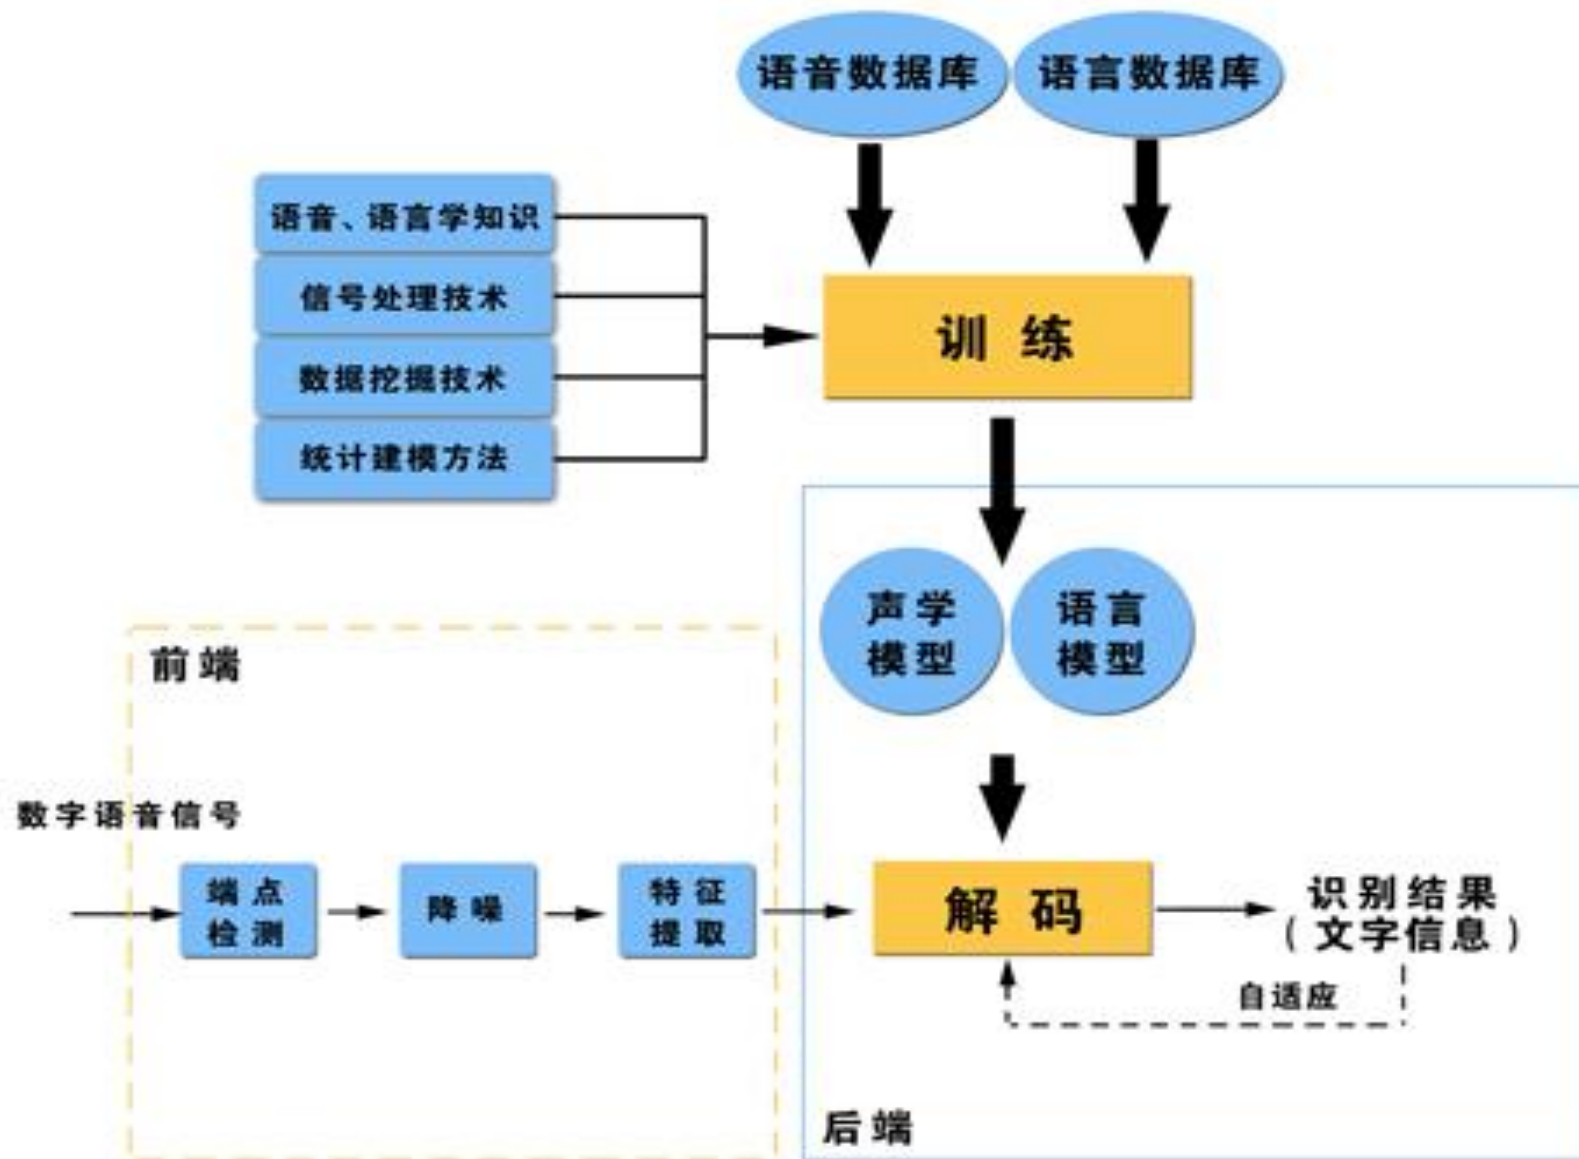 语音数据库
语言数据库
语音、语言学知识
信号处理技术
数据挖掘技术
统计建模方法
训练
声学
模型
语言
模型
前端
数字语音信号
端点
检测
降噪
特征
提取
解码
识别结果
（文字信息）
自适应
后端